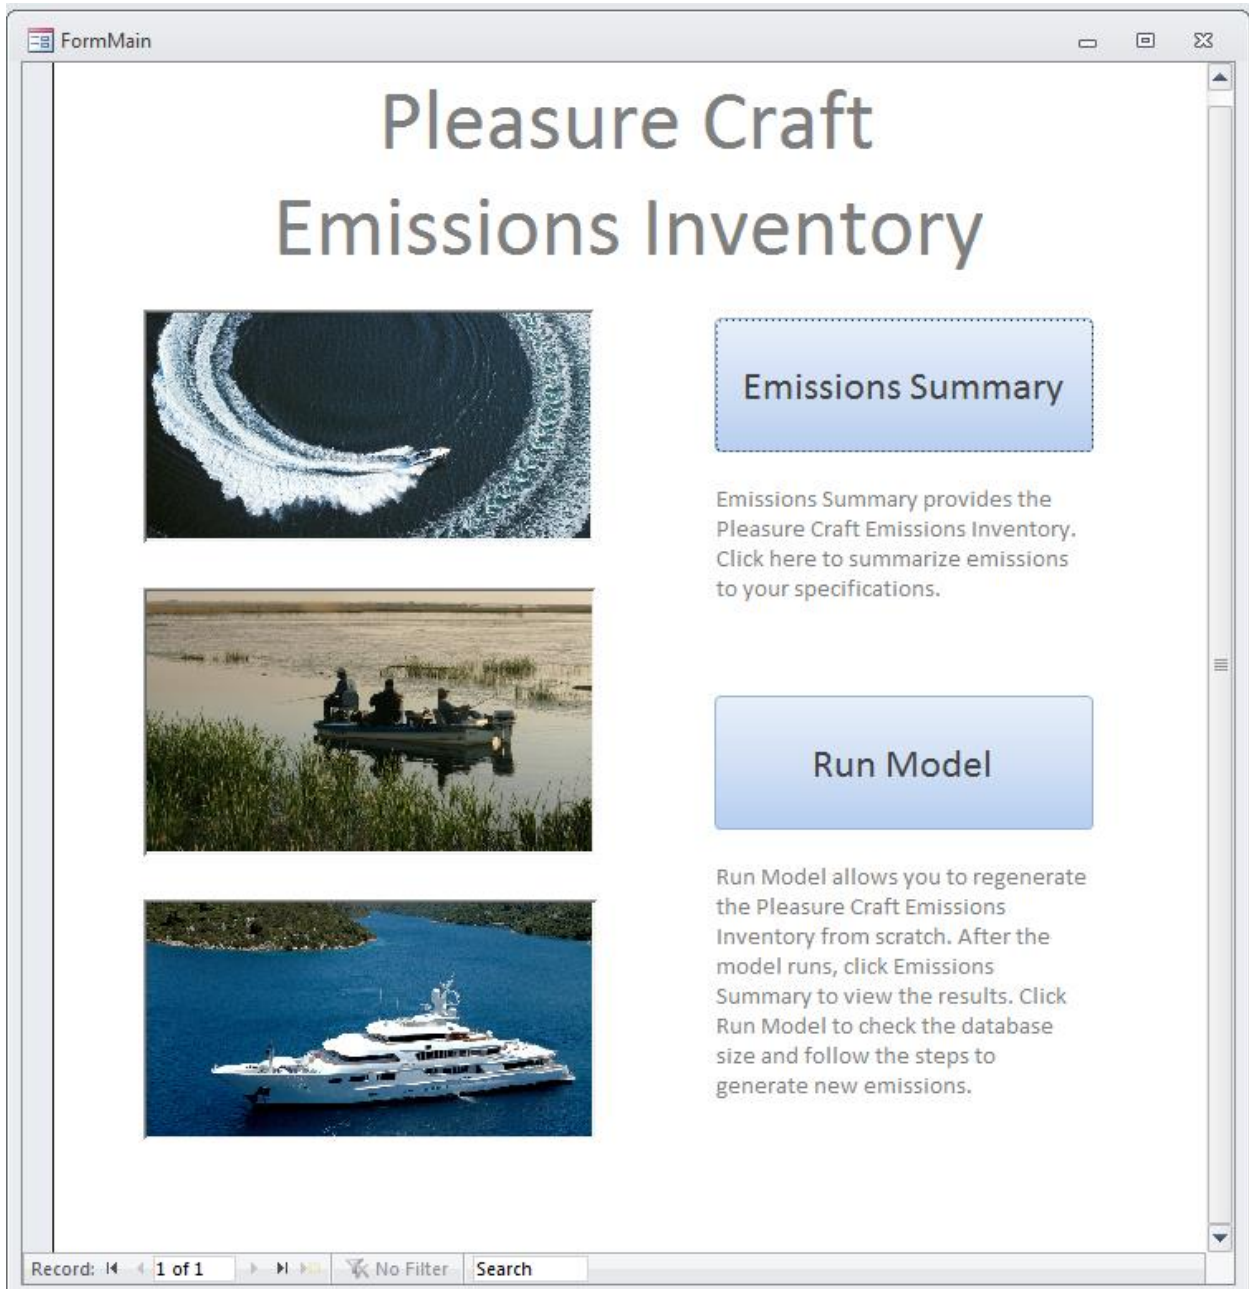 FormMain
Pleasure Craft
Emissions Inventory
Emissions Summary
Emissions Summary provides the
Pleasure Craft Emissions Inventory.
Click here to summarize emissions
to your specifications.
Run Model
Run Model allows you to regenerate
the Pleasure Craft Emissions
Inventory from scratch. After the
model runs, click Emissions
Summary to view the results. Click
Run Model to check the database
size and follow the steps to
generate new emissions.
Record: 1 of 1 No Filter Search